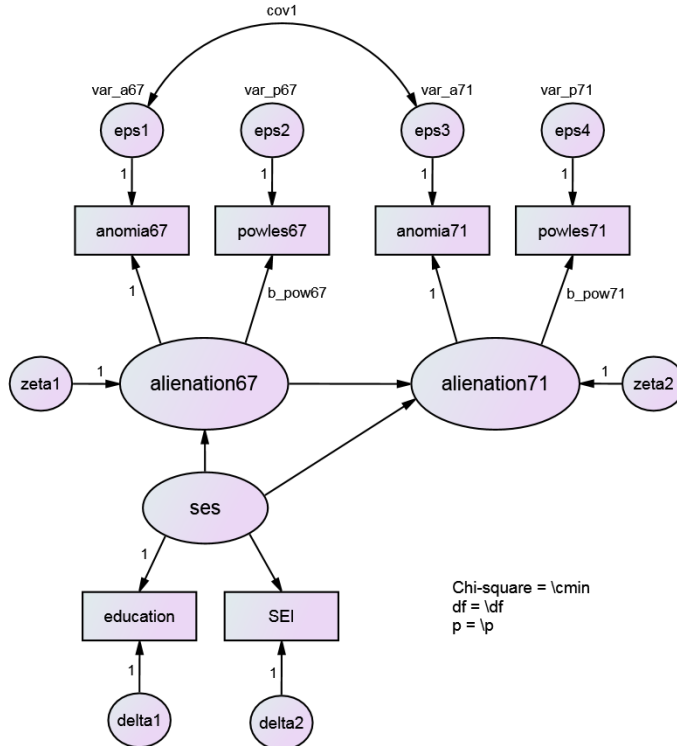 cov1
var_a67
var_p67
var_a71
var_p71
eps1
eps2
eps3
eps4
1
1
1
1
anomia67
powles67
anomia71
powles71
1
b_pow67
1
b_pow71
zeta1
1
alienation67
alienation71
1
zeta2
ses
1
education
SEI
Chi-square = \cmin
df = \df
p = \p
1
1
delta1
delta2